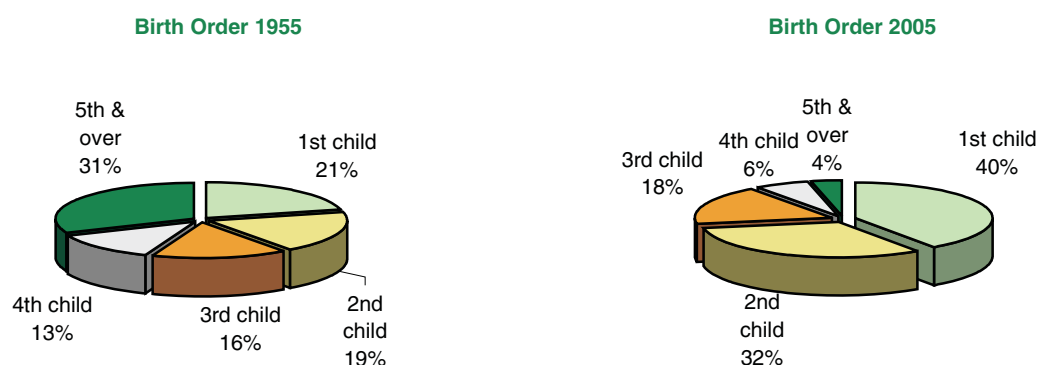 Birth Order 1955
5th &
over
31%
1st child
21%
4th child
13%
3rd child
16%
2nd
child
19%
Birth Order 2005
5th &
over
4%
4th child
6%
3rd child
18%
1st child
40%
2nd
child
32%